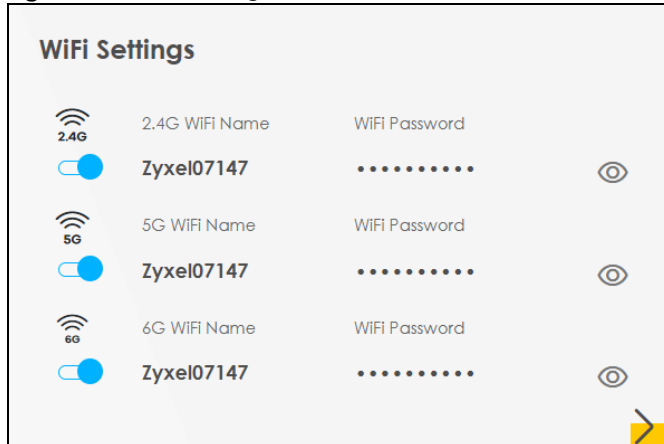 WiFi Settings
2.4G
2.4G WiFi Name WiFi Password
Zyxel07147 ••••••••••
5G
5G WiFi Name WiFi Password
Zyxel07147 ••••••••••
6G
6G WiFi Name WiFi Password
Zyxel07147 ••••••••••